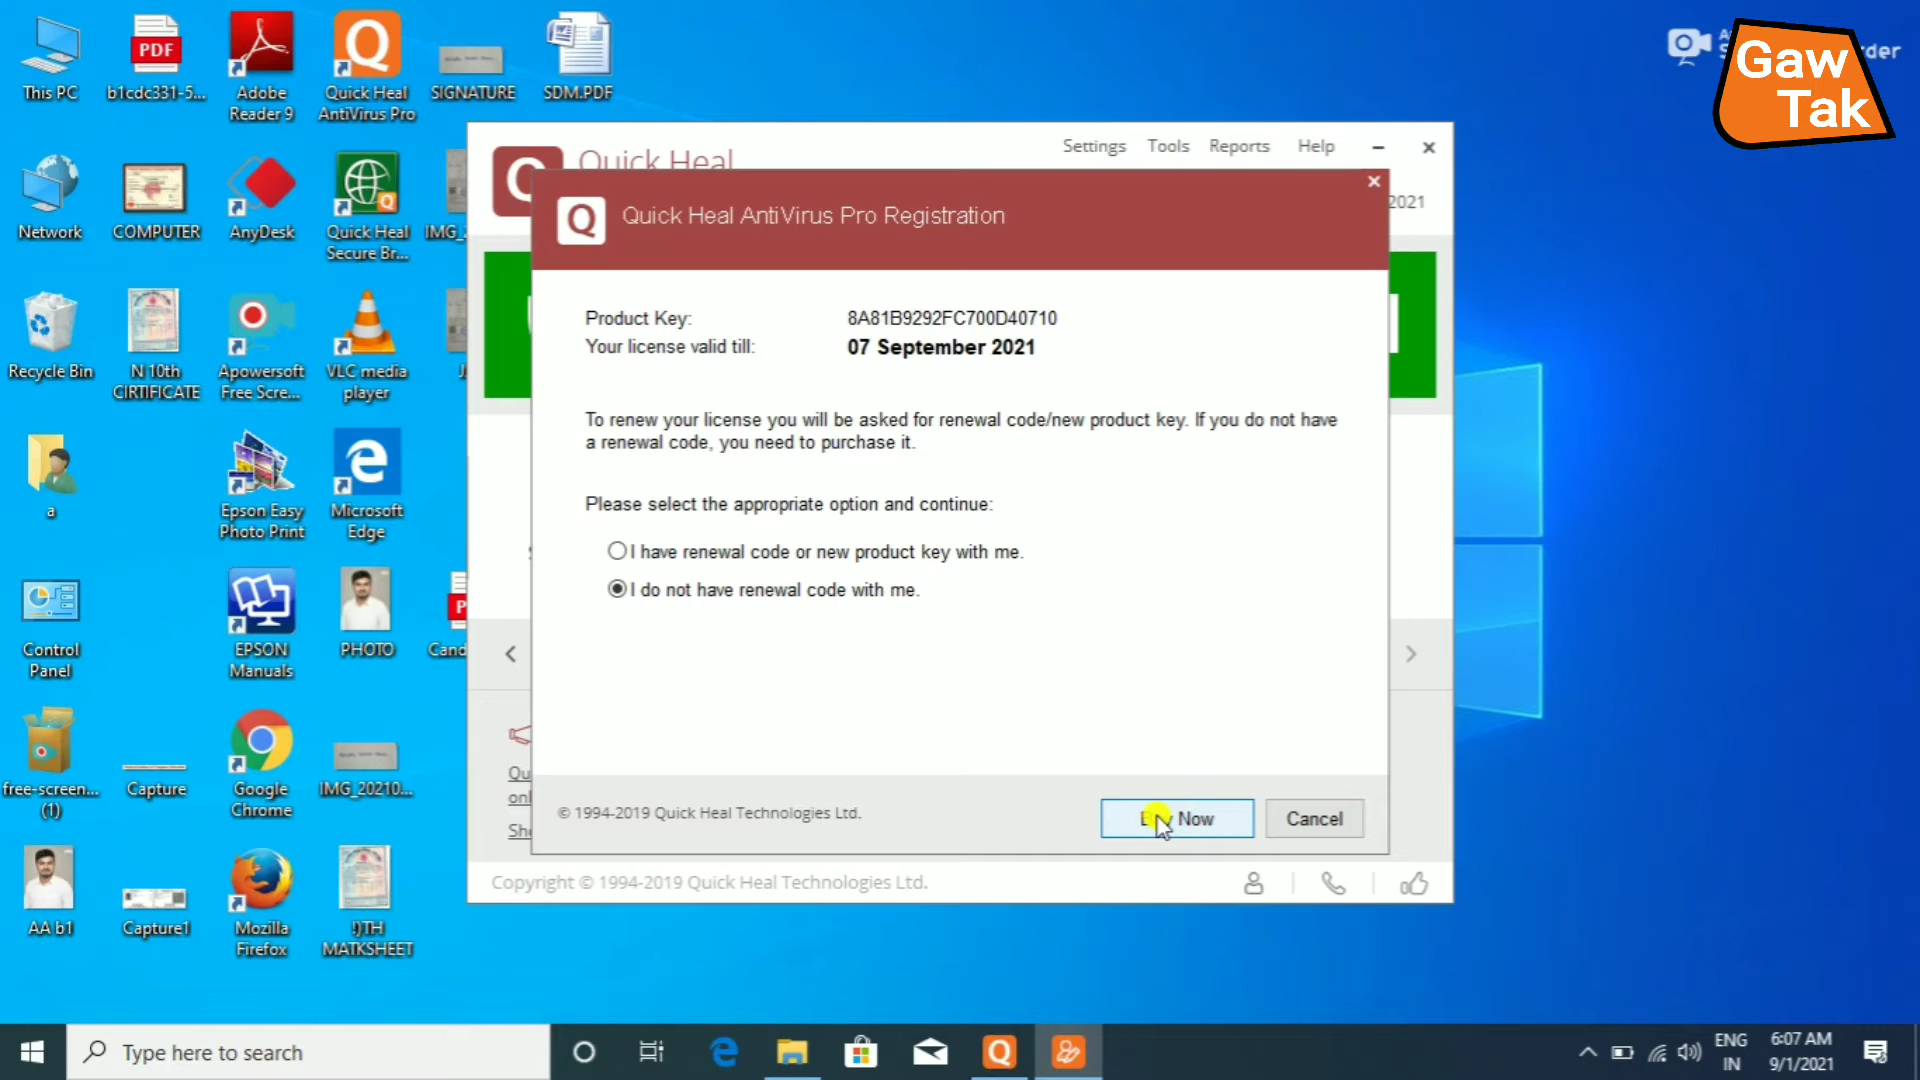 This PC
PDF
b1cdc331-5...
Adobe
Reader 9
Quick Heal
AntiVirus Pro
SIGNATURE
SDM.PDF
Gaw
Tak
der
Network
COMPUTER
AnyDesk
Quick Heal
Secure Br...
Recycle Bin
N 10th
CIRTIFICATE
Apowersoft
Free Scre...
VLC media
player
a
Epson Easy
Photo Print
Microsoft
Edge
Control
Panel
EPSON
Manuals
PHOTO
free-screen...
(1)
Capture
Google
Chrome
IMG_20210...
AA b1
Capture1
Mozilla
Firefox
!)TH
MATKSHEET
Quick Heal
Settings
Tools
Reports
Help
2021
Quick Heal AntiVirus Pro Registration
Product Key: 8A81B9292FC700D40710
Your license valid till: 07 September 2021
To renew your license you will be asked for renewal code/new product key. If you do not have
a renewal code, you need to purchase it.
Please select the appropriate option and continue:
I have renewal code or new product key with me.
I do not have renewal code with me.
© 1994-2019 Quick Heal Technologies Ltd.
Now
Cancel
Copyright © 1994-2019 Quick Heal Technologies Ltd.
Type here to search
ENG
IN
6:07 AM
9/1/2021